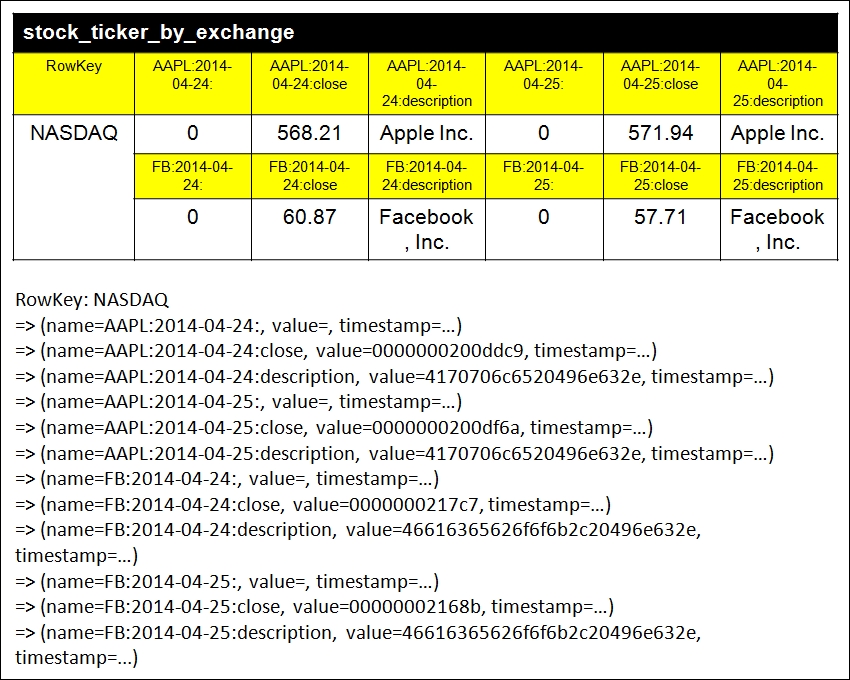 stock_ticker_by_exchange
RowKey AAPL:2014-04-24: AAPL:2014-04-24:close AAPL:2014-04-24:description AAPL:2014-04-25: AAPL:2014-04-25:close AAPL:2014-04-25:description
NASDAQ 0 568.21 Apple Inc. 0 571.94 Apple Inc.
FB:2014-04-24: FB:2014-04-24:close FB:2014-04-24:description FB:2014-04-25: FB:2014-04-25:close FB:2014-04-25:description
0 60.87 Facebook, Inc. 0 57.71 Facebook, Inc.
RowKey: NASDAQ
=> (name=AAPL:2014-04-24:, value=, timestamp=...)
=> (name=AAPL:2014-04-24:close, value=0000000200ddc9, timestamp=...)
=> (name=AAPL:2014-04-24:description, value=4170706c6520496e632e, timestamp=...)
=> (name=AAPL:2014-04-25:, value=, timestamp=...)
=> (name=AAPL:2014-04-25:close, value=0000000200df6a, timestamp=...)
=> (name=AAPL:2014-04-25:description, value=4170706c6520496e632e, timestamp=...)
=> (name=FB:2014-04-24:, value=, timestamp=...)
=> (name=FB:2014-04-24:close, value=0000000217c7, timestamp=...)
=> (name=FB:2014-04-24:description, value=46616365626f6f6b2c20496e632e,
timestamp=...)
=> (name=FB:2014-04-25:, value=, timestamp=...)
=> (name=FB:2014-04-25:close, value=00000002168b, timestamp=...)
=> (name=FB:2014-04-25:description, value=46616365626f6f6b2c20496e632e,
timestamp=...)